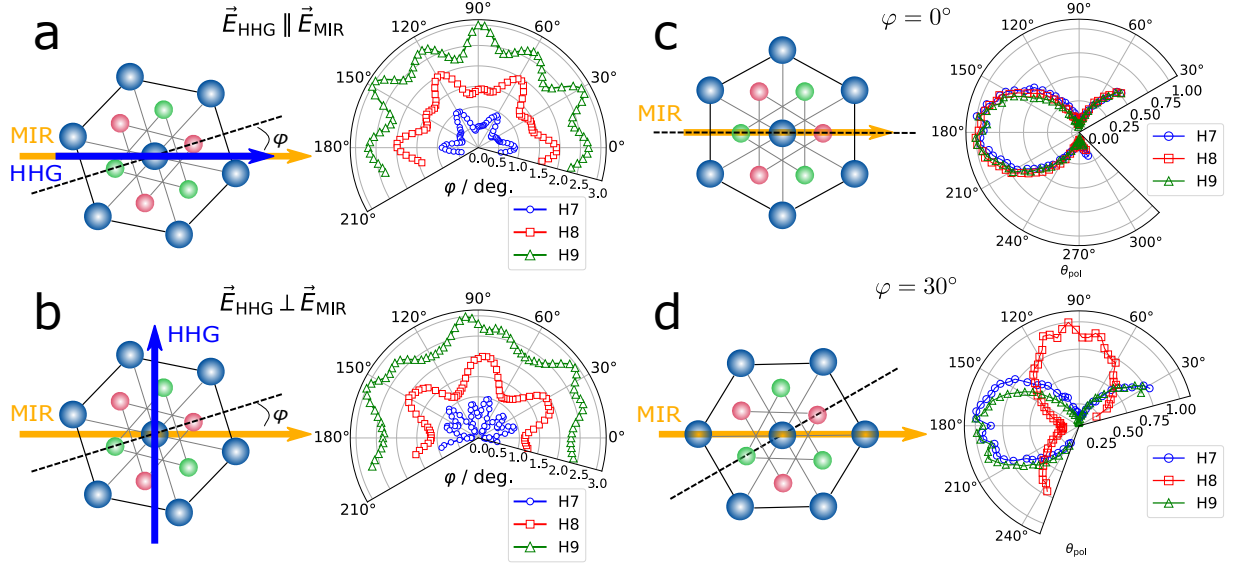 a
E⃗HHG ∥ E⃗MIR
MIR
HHG
φ
90°
60°
30°
0°
120°
150°
180°
210°
0.0
0.5
1.0
1.5
2.0
2.5
3.0
φ / deg.
H7
H8
H9
b
E⃗HHG ⊥ E⃗MIR
HHG
MIR
φ
90°
60°
30°
0°
120°
150°
180°
210°
0.0
0.5
1.0
1.5
2.0
2.5
3.0
φ / deg.
H7
H8
H9
c
φ = 0°
MIR
90°
60°
30°
120°
150°
180°
240°
270°
300°
0.00
0.25
0.50
0.75
1.00
θpol
H7
H8
H9
d
φ = 30°
MIR
90°
60°
30°
120°
150°
180°
240°
0.25
0.50
0.75
1.00
θpol
H7
H8
H9